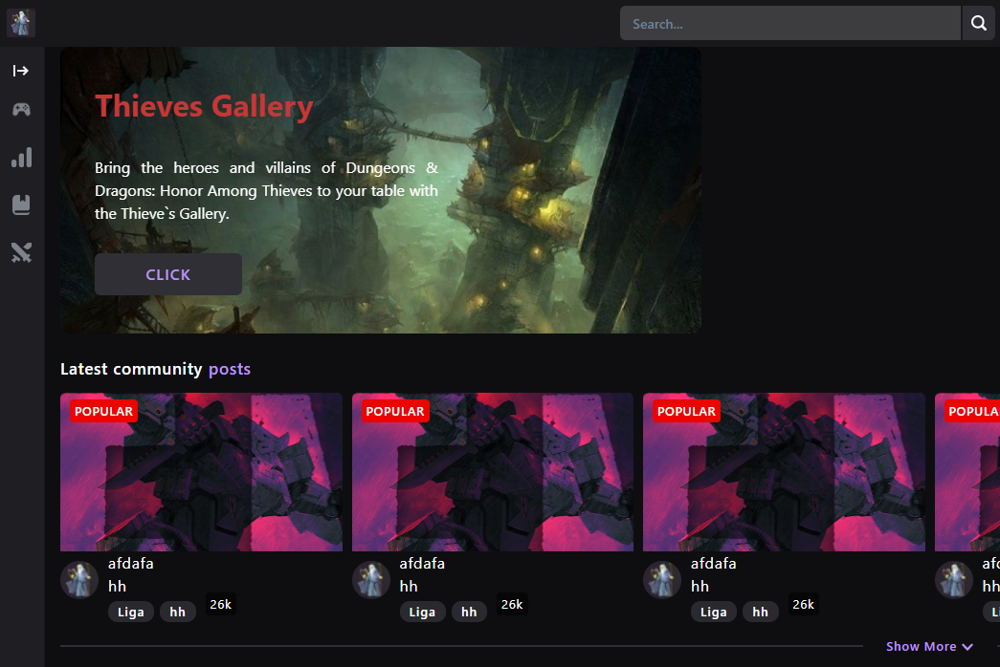 Search...
Thieves Gallery
Bring the heroes and villains of Dungeons &
Dragons: Honor Among Thieves to your table with
the Thieve`s Gallery.
CLICK
Latest community posts
POPULAR POPULAR POPULAR POPULA
afdafa afdafa afdafa afd
hh hh hh hh
Liga hh 26k Liga hh 26k Liga hh 26k Li
Show More